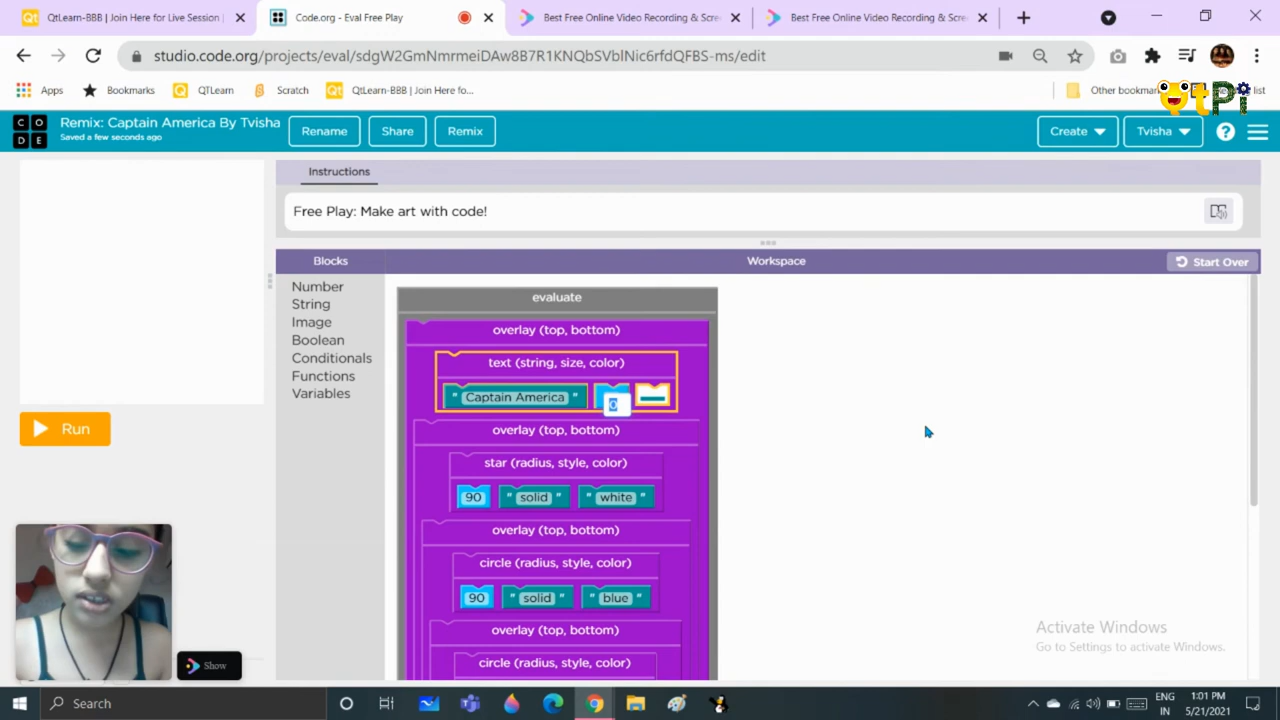 QtLearn-BBB | Join Here for Live Session |
Code.org - Eval Free Play
Best Free Online Video Recording & Scre
Best Free Online Video Recording & Scre
studio.code.org/projects/eval/sdgW2GmNmrmeiDAw8B7R1KNQbSVblNic6rfdQFBS-ms/edit
Apps
Bookmarks
QTLearn
Scratch
QtLearn-BBB | Join Here fo...
Other bookmar
list
QtPi
CODE
Remix: Captain America By Tvisha
Saved a few seconds ago
Rename
Share
Remix
Create
Tvisha
?
Instructions
Free Play: Make art with code!
Blocks
Workspace
Start Over
Number
String
Image
Boolean
Conditionals
Functions
Variables
Run
evaluate
overlay (top, bottom)
text (string, size, color)
" Captain America "
0
overlay (top, bottom)
star (radius, style, color)
90 " solid " " white "
overlay (top, bottom)
circle (radius, style, color)
90 " solid " " blue "
overlay (top, bottom)
circle (radius, style, color)
Show
Activate Windows
Go to Settings to activate Windows.
Search
ENG
IN
1:01 PM
5/21/2021